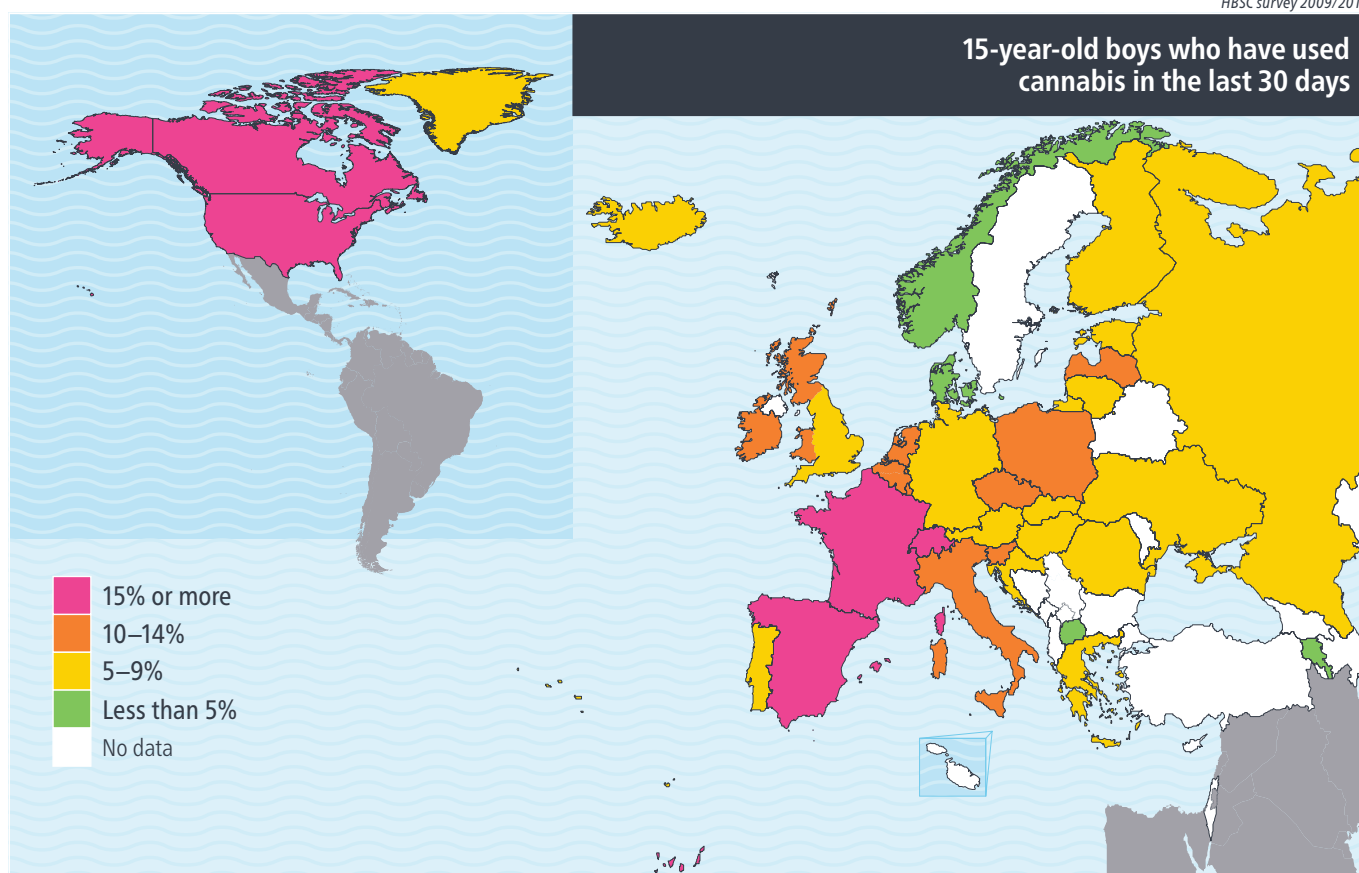 HBSC survey 2009/201
15-year-old boys who have used
cannabis in the last 30 days
15% or more
10–14%
5–9%
Less than 5%
No data